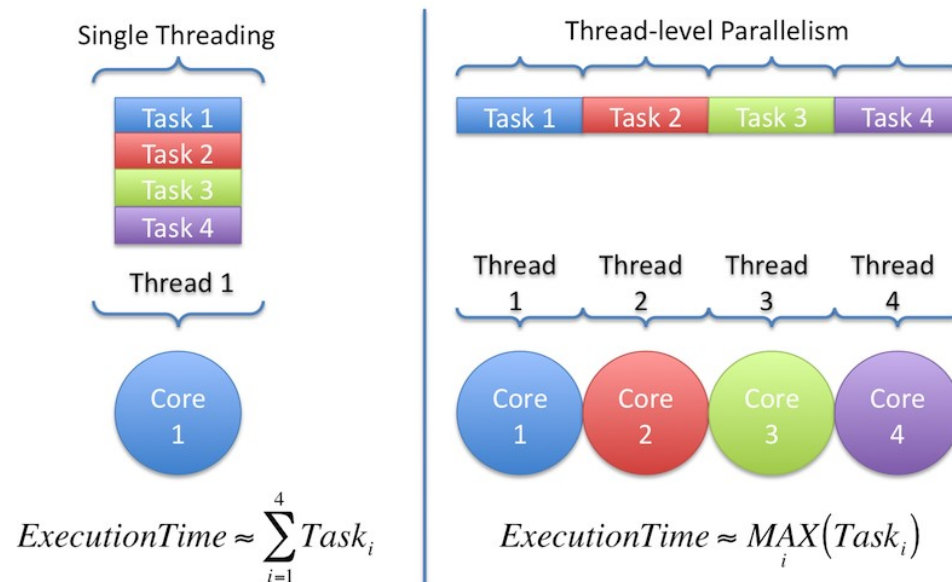 Single Threading
Task 1
Task 2
Task 3
Task 4
Thread 1
Core
1
ExecutionTime ≈ ∑_{i=1}^{4} Task_i
Thread-level Parallelism
Task 1 Task 2 Task 3 Task 4
Thread Thread Thread Thread
1 2 3 4
Core Core Core Core
1 2 3 4
ExecutionTime ≈ MAX_i(Task_i)